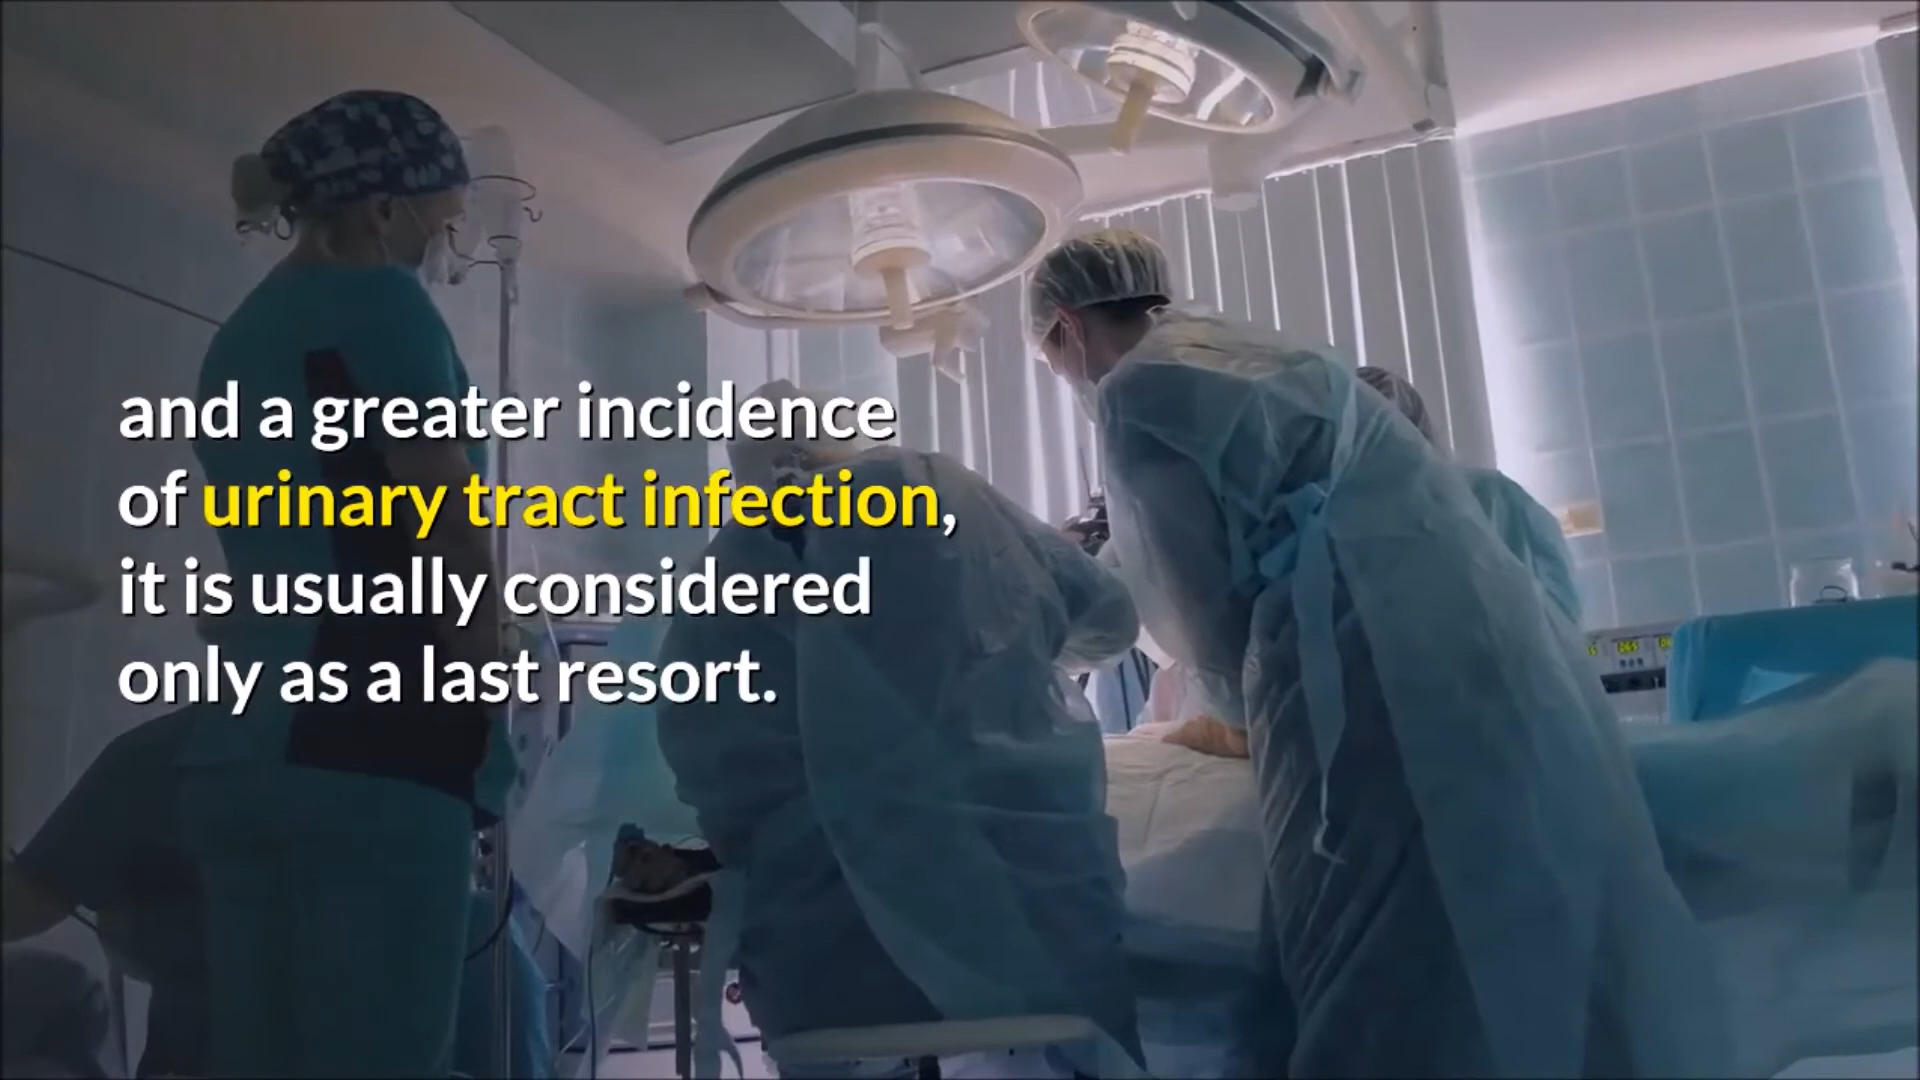 and a greater incidence
of urinary tract infection,
it is usually considered
only as a last resort.